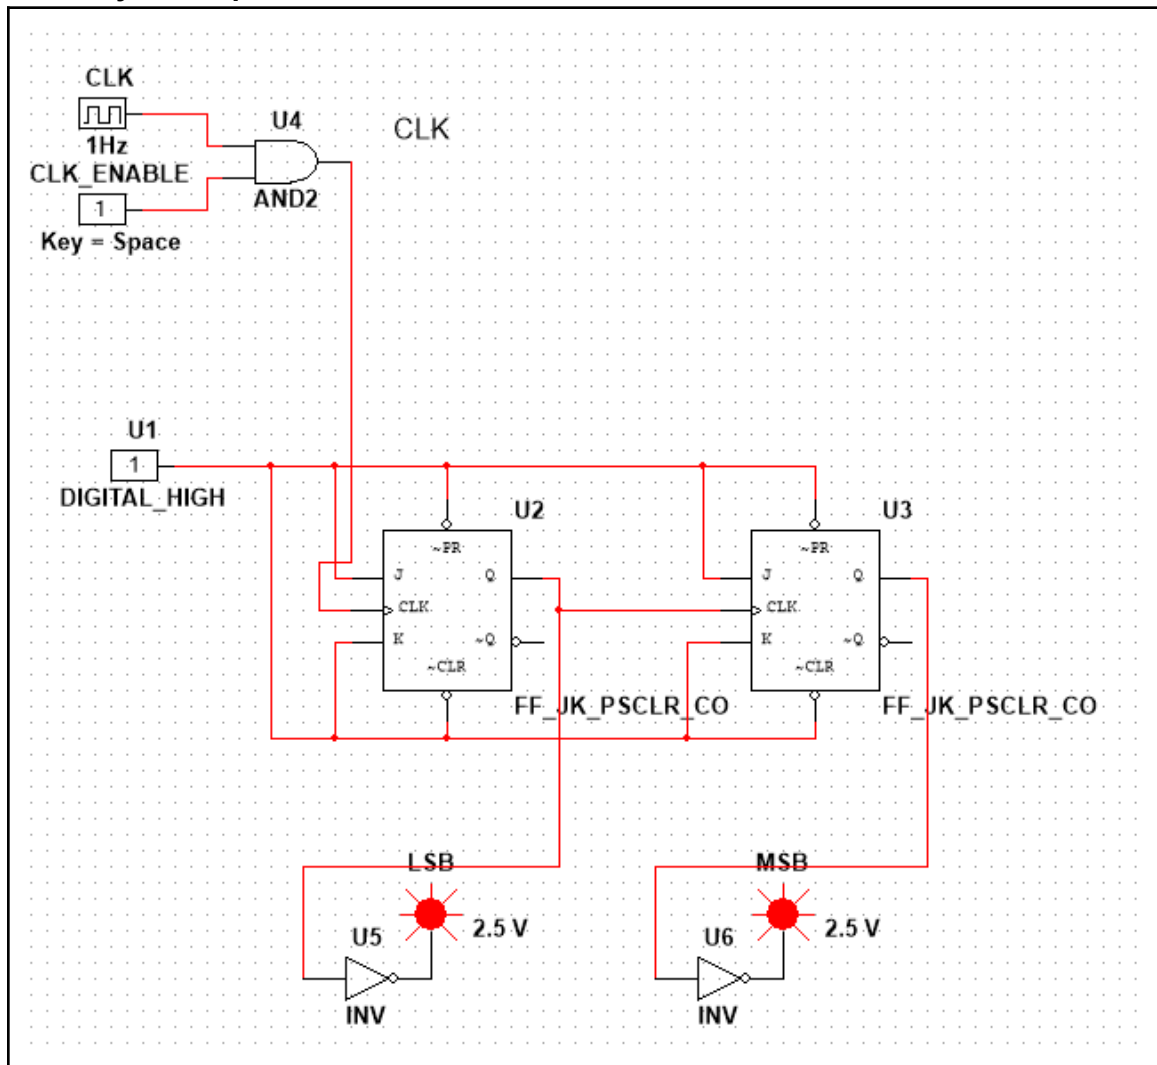 CLK
1Hz
CLK_ENABLE
1
Key = Space
U4
AND2
CLK
U1
1
DIGITAL_HIGH
U2
~PR
J
Q
CLK
K
~Q
~CLR
FF_JK_PSCLR_CO
U3
~PR
J
Q
CLK
K
~Q
~CLR
FF_JK_PSCLR_CO
LSB
2.5 V
U5
INV
MSB
2.5 V
U6
INV